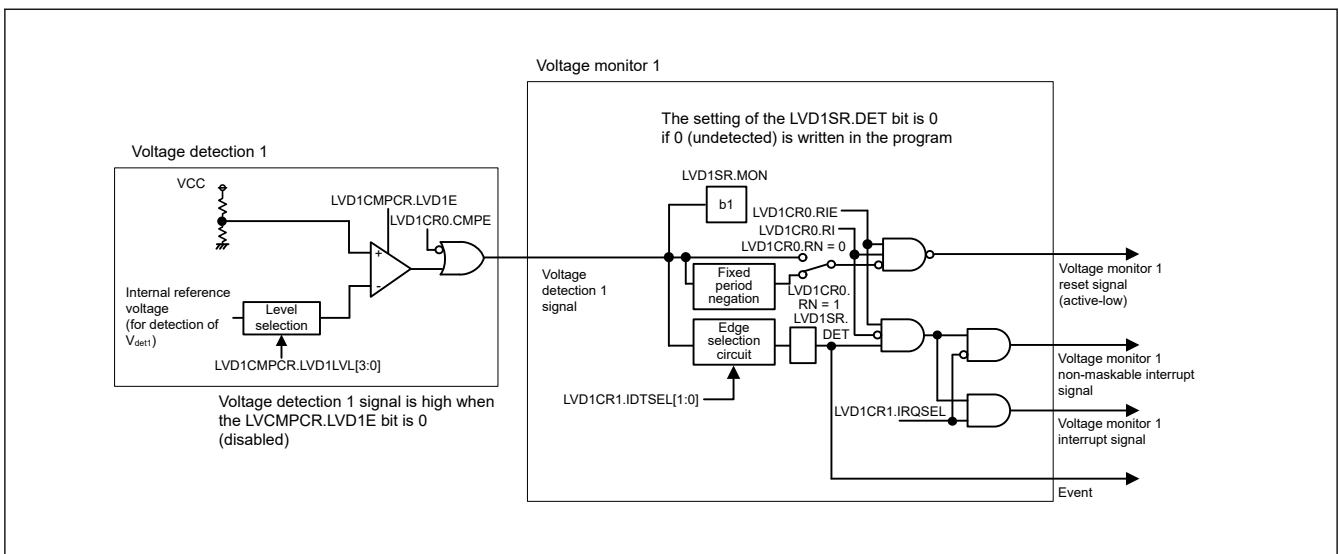 Voltage monitor 1
The setting of the LVD1SR.DET bit is 0
if 0 (undetected) is written in the program
Voltage detection 1
VCC
LVD1CMPCR.LVD1E
LVD1CR0.CMPE
Internal reference
voltage
(for detection of
Vdet1)
Level
selection
+
-
LVD1CMPCR.LVD1LVL[3:0]
Voltage detection 1 signal is high when
the LVCMPCR.LVD1E bit is 0
(disabled)
Voltage
detection 1
signal
LVD1SR.MON
b1
LVD1CR0.RIE
LVD1CR0.RI
LVD1CR0.RN = 0
Fixed
period
negation
LVD1CR0.
RN = 1
LVD1SR.
DET
Edge
selection
circuit
LVD1CR1.IDTSEL[1:0]
LVD1CR1.IRQSEL
Voltage monitor 1
reset signal
(active-low)
Voltage monitor 1
non-maskable interrupt
signal
Voltage monitor 1
interrupt signal
Event